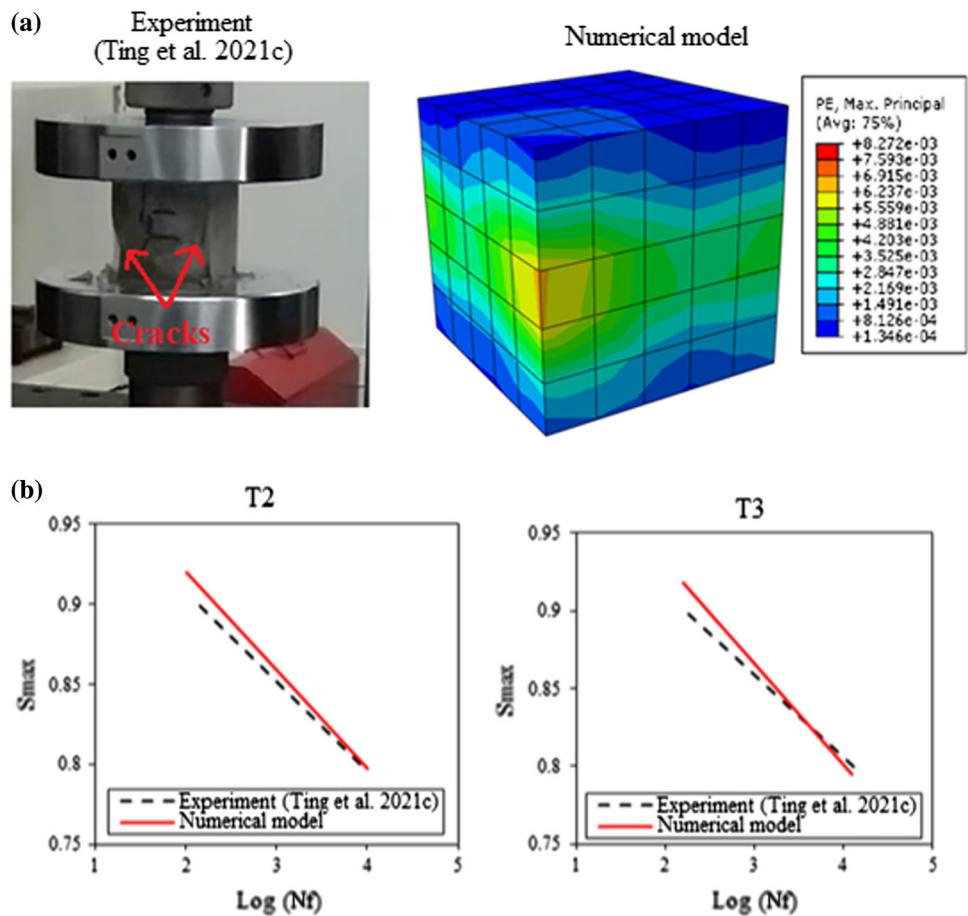 (a)
Experiment
(Ting et al. 2021c)
Cracks
Numerical model
PE, Max. Principal
(Avg: 75%)
+8.272e-03
+7.593e-03
+6.915e-03
+6.237e-03
+5.559e-03
+4.881e-03
+4.203e-03
+3.525e-03
+2.847e-03
+2.169e-03
+1.491e-03
+8.126e-04
+1.346e-04
(b)
T2
0.95
0.9
0.85
0.8
0.75
Smax
Experiment (Ting et al. 2021c)
Numerical model
1 2 3 4 5
Log (Nf)
T3
0.95
0.9
0.85
0.8
0.75
Smax
Experiment (Ting et al. 2021c)
Numerical model
1 2 3 4 5
Log (Nf)